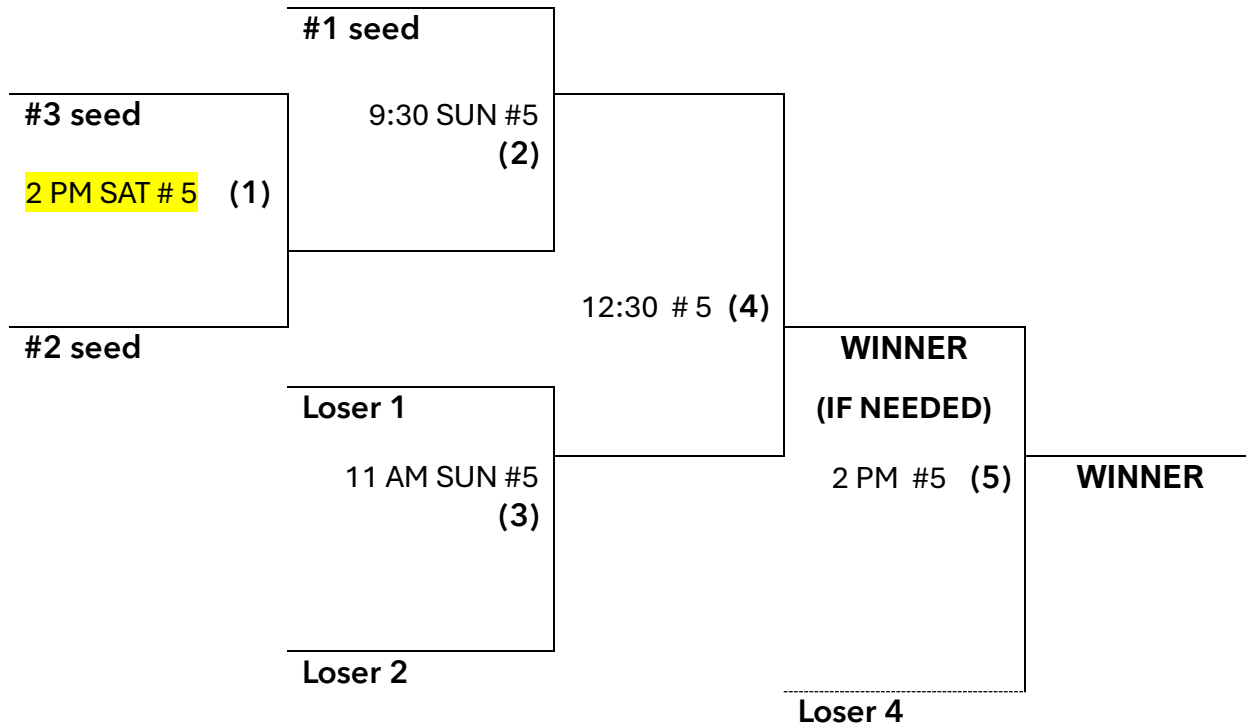 #1 seed
#3 seed
9:30 SUN #5
(2)
2 PM SAT # 5 (1)
12:30 # 5 (4)
#2 seed
WINNER
Loser 1
(IF NEEDED)
11 AM SUN #5
(3)
2 PM #5 (5)
WINNER
Loser 2
Loser 4